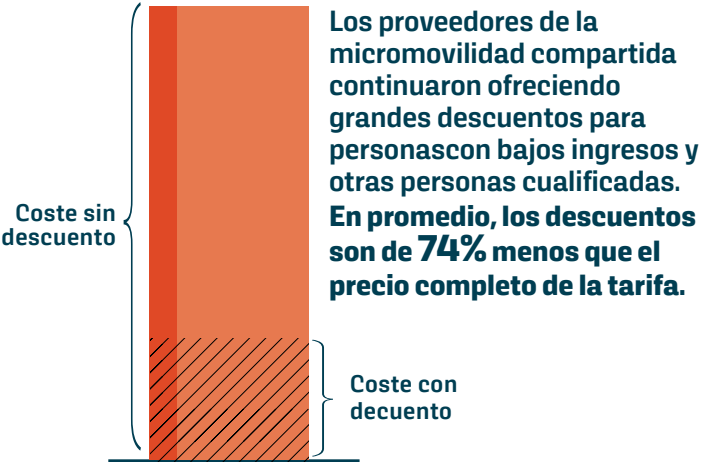 Los proveedores de la
micromovilidad compartida
continuaron ofreciendo
grandes descuentos para
personascon bajos ingresos y
otras personas cualificadas.
En promedio, los descuentos
son de 74% menos que el
precio completo de la tarifa.
Coste sin
descuento
Coste con
decuento